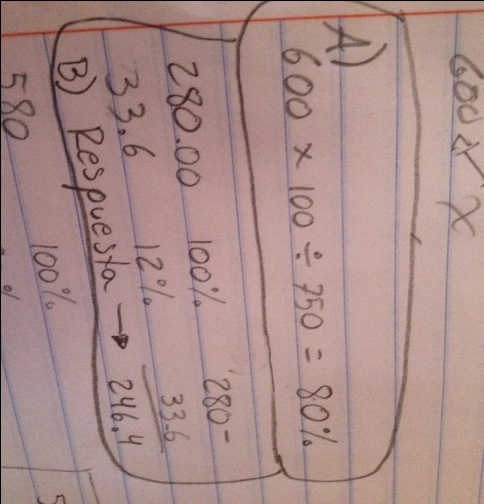 600 x
A)
600 × 100 ÷ 750 = 80%
280.00 100% 280-
33.6 12% 33.6
B) Respuesta → 246.4
100%
580